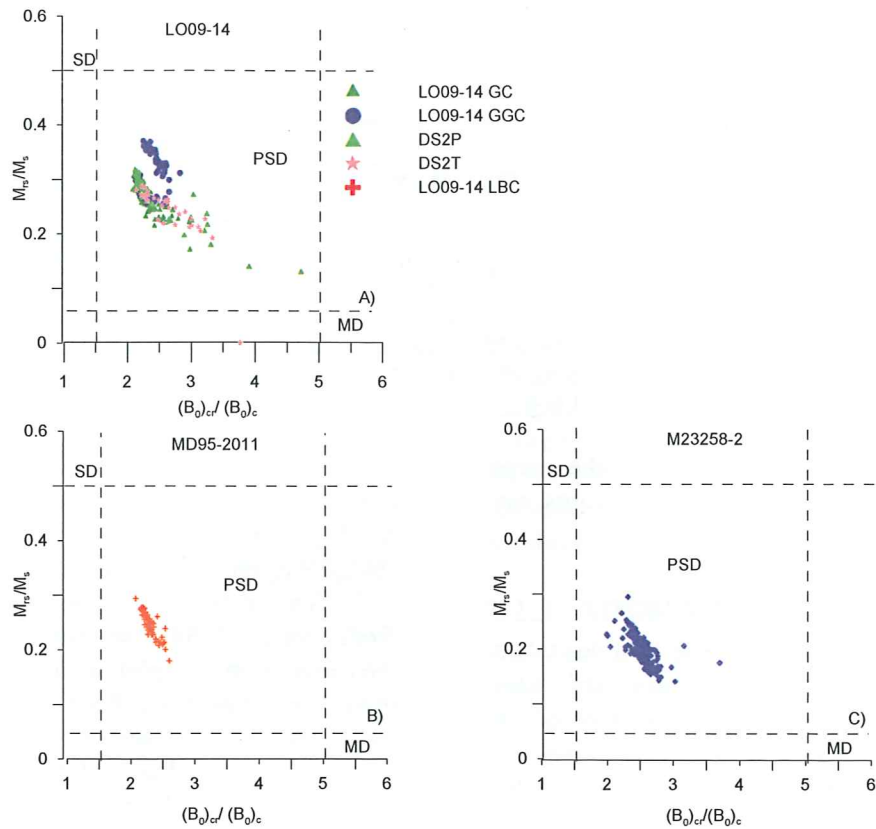 LO09-14
0.6
SD
0.4
PSD
0.2
A)
MD
0
1 2 3 4 5 6
Mrs/Ms
(B0)cr/ (B0)c
LO09-14 GC
LO09-14 GGC
DS2P
DS2T
LO09-14 LBC
MD95-2011
0.6
SD
0.4
PSD
0.2
B)
MD
0
1 2 3 4 5 6
Mrs/Ms
(B0)cr/ (B0)c
M23258-2
0.6
SD
0.4
PSD
0.2
C)
MD
0
1 2 3 4 5 6
Mrs/Ms
(B0)cr/(B0)c